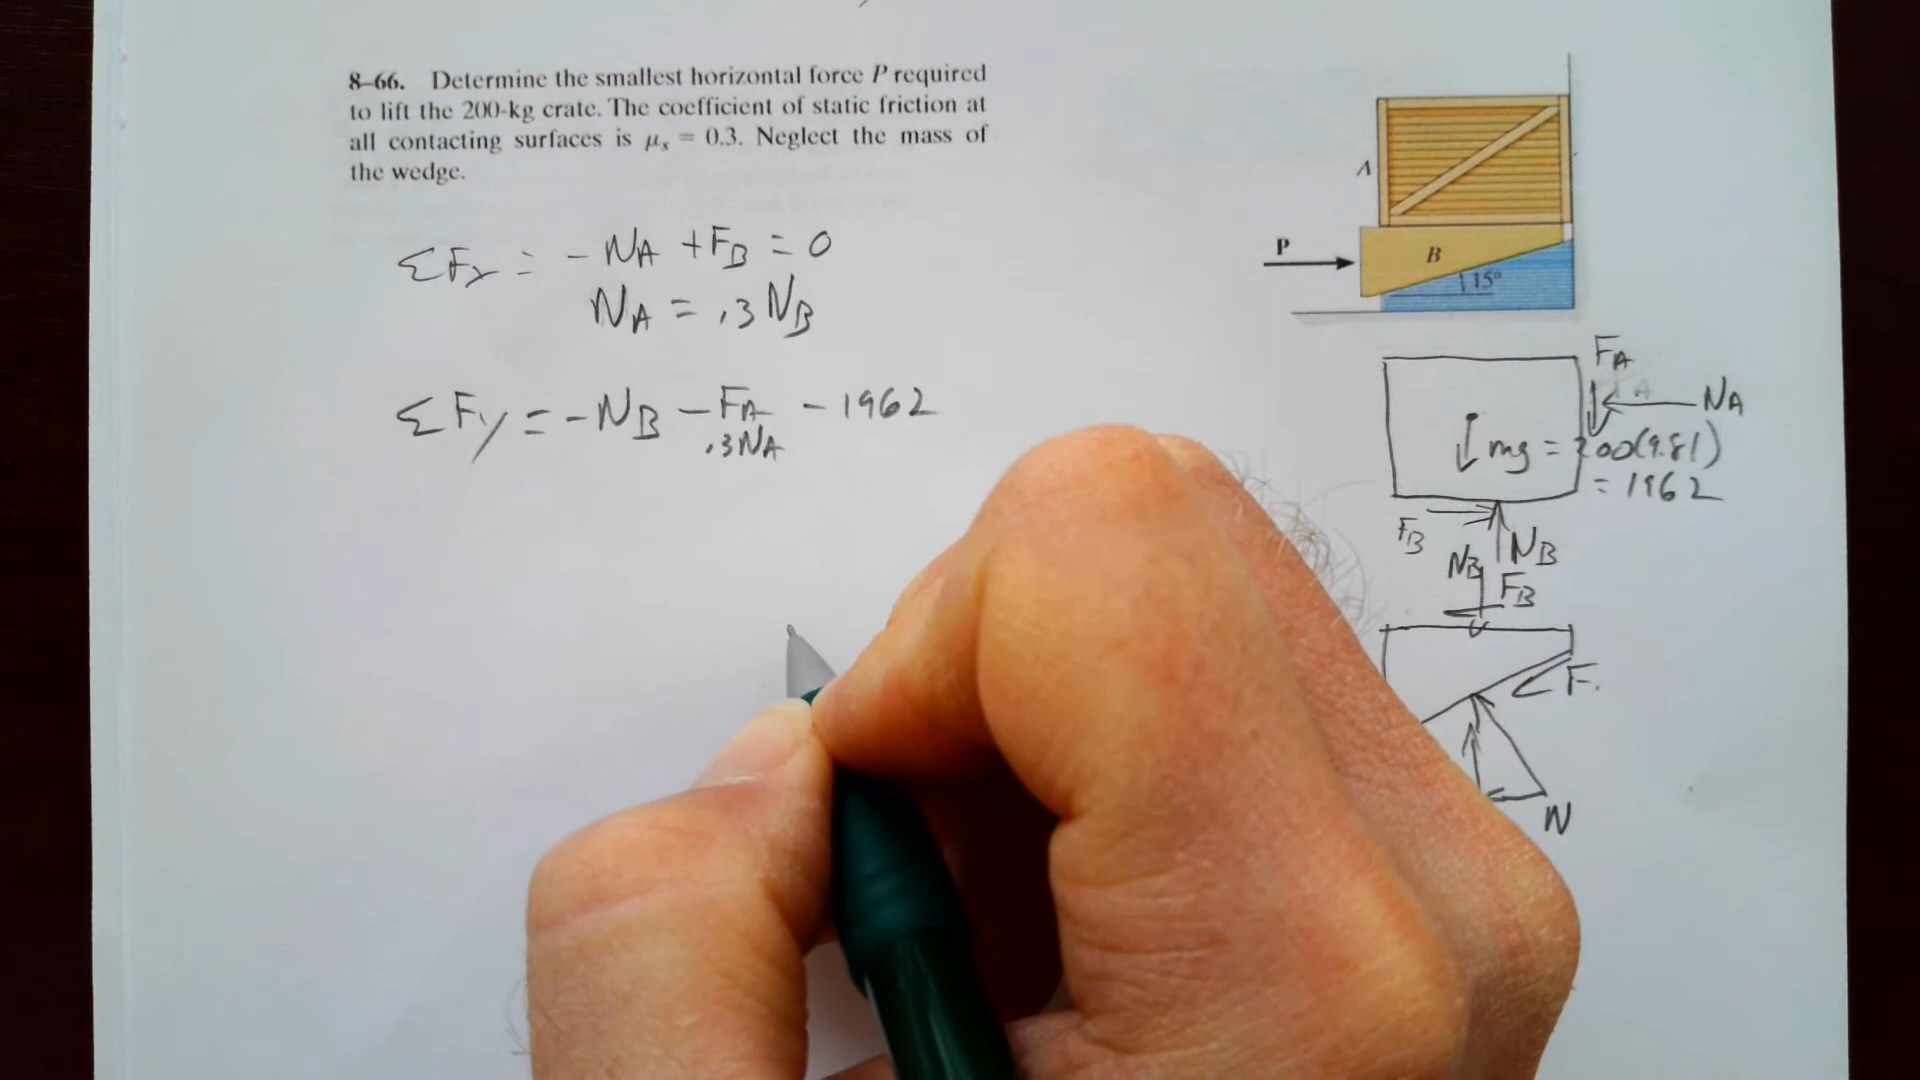 8–66. Determine the smallest horizontal force P required
to lift the 200-kg crate. The coefficient of static friction at
all contacting surfaces is μs = 0.3. Neglect the mass of
the wedge.
ΣFx = - NA + FB = 0
NA = .3 NB
ΣFy = - NB - FA - 1962
.3NA
A
P
B
15°
FA
NA
mg = 200(9.81)
= 1962
FB
NB
NB
FB
F
N